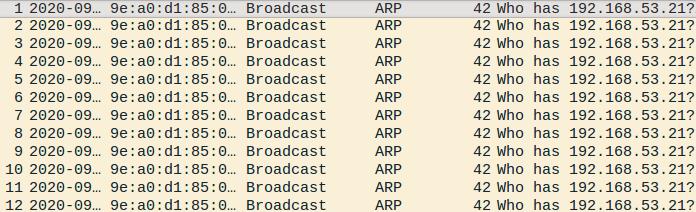 1 2020-09… 9e:a0:d1:85:0… Broadcast ARP 42 Who has 192.168.53.21?
2 2020-09… 9e:a0:d1:85:0… Broadcast ARP 42 Who has 192.168.53.21?
3 2020-09… 9e:a0:d1:85:0… Broadcast ARP 42 Who has 192.168.53.21?
4 2020-09… 9e:a0:d1:85:0… Broadcast ARP 42 Who has 192.168.53.21?
5 2020-09… 9e:a0:d1:85:0… Broadcast ARP 42 Who has 192.168.53.21?
6 2020-09… 9e:a0:d1:85:0… Broadcast ARP 42 Who has 192.168.53.21?
7 2020-09… 9e:a0:d1:85:0… Broadcast ARP 42 Who has 192.168.53.21?
8 2020-09… 9e:a0:d1:85:0… Broadcast ARP 42 Who has 192.168.53.21?
9 2020-09… 9e:a0:d1:85:0… Broadcast ARP 42 Who has 192.168.53.21?
10 2020-09… 9e:a0:d1:85:0… Broadcast ARP 42 Who has 192.168.53.21?
11 2020-09… 9e:a0:d1:85:0… Broadcast ARP 42 Who has 192.168.53.21?
12 2020-09… 9e:a0:d1:85:0… Broadcast ARP 42 Who has 192.168.53.21?